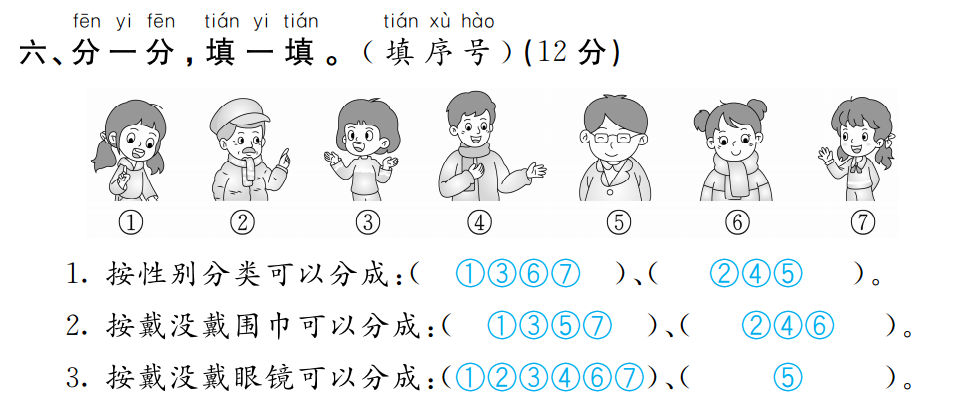 fēn yi fēn tián yi tián tián xù hào
六、分一分，填一填。（填序号）(12分)
① ② ③ ④ ⑤ ⑥ ⑦
1. 按性别分类可以分成：( ①③⑥⑦ )、( ②④⑤ )。
2. 按戴没戴围巾可以分成：( ①③⑤⑦ )、( ②④⑥ )。
3. 按戴没戴眼镜可以分成：(①②③④⑥⑦)、( ⑤ )。